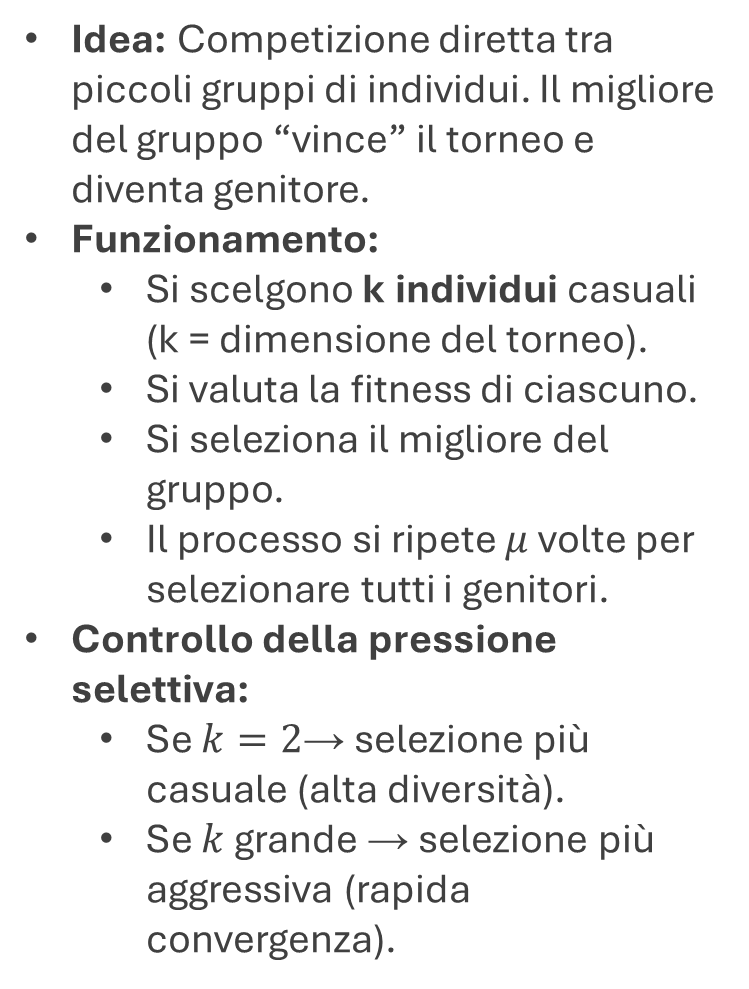 • Idea: Competizione diretta tra
piccoli gruppi di individui. Il migliore
del gruppo “vince” il torneo e
diventa genitore.
• Funzionamento:
• Si scelgono k individui casuali
(k = dimensione del torneo).
• Si valuta la fitness di ciascuno.
• Si seleziona il migliore del
gruppo.
• Il processo si ripete 𝜇 volte per
selezionare tutti i genitori.
• Controllo della pressione
selettiva:
• Se 𝑘 = 2→ selezione più
casuale (alta diversità).
• Se 𝑘 grande → selezione più
aggressiva (rapida
convergenza).